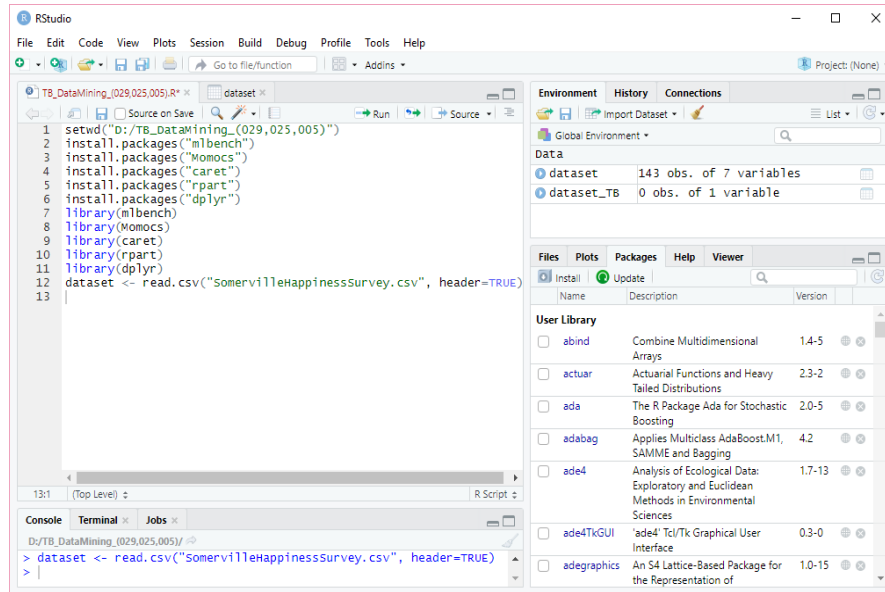 RStudio
File Edit Code View Plots Session Build Debug Profile Tools Help
Go to file/function Addins Project: (None)
TB_DataMining_(029,025,005).R* dataset
Source on Save Run Source
1 setwd("D:/TB_DataMining_(029,025,005)")
2 install.packages("mlbench")
3 install.packages("Momocs")
4 install.packages("caret")
5 install.packages("rpart")
6 install.packages("dplyr")
7 library(mlbench)
8 library(Momocs)
9 library(caret)
10 library(rpart)
11 library(dplyr)
12 dataset <- read.csv("SomervilleHappinessSurvey.csv", header=TRUE)
13
13:1 (Top Level) R Script
Console Terminal Jobs
D:/TB_DataMining_(029,025,005)/
> dataset <- read.csv("SomervilleHappinessSurvey.csv", header=TRUE)
>
Environment History Connections
Import Dataset List
Global Environment
Data
dataset 143 obs. of 7 variables
dataset_TB 0 obs. of 1 variable
Files Plots Packages Help Viewer
Install Update
Name Description Version
User Library
abind Combine Multidimensional 1.4-5
Arrays
actuar Actuarial Functions and Heavy 2.3-2
Tailed Distributions
ada The R Package Ada for Stochastic 2.0-5
Boosting
adabag Applies Multiclass AdaBoost.M1, 4.2
SAMME and Bagging
ade4 Analysis of Ecological Data: 1.7-13
Exploratory and Euclidean
Methods in Environmental
Sciences
ade4TkGUI 'ade4' Tcl/Tk Graphical User 0.3-0
Interface
adegraphics An S4 Lattice-Based Package for 1.0-15
the Representation of